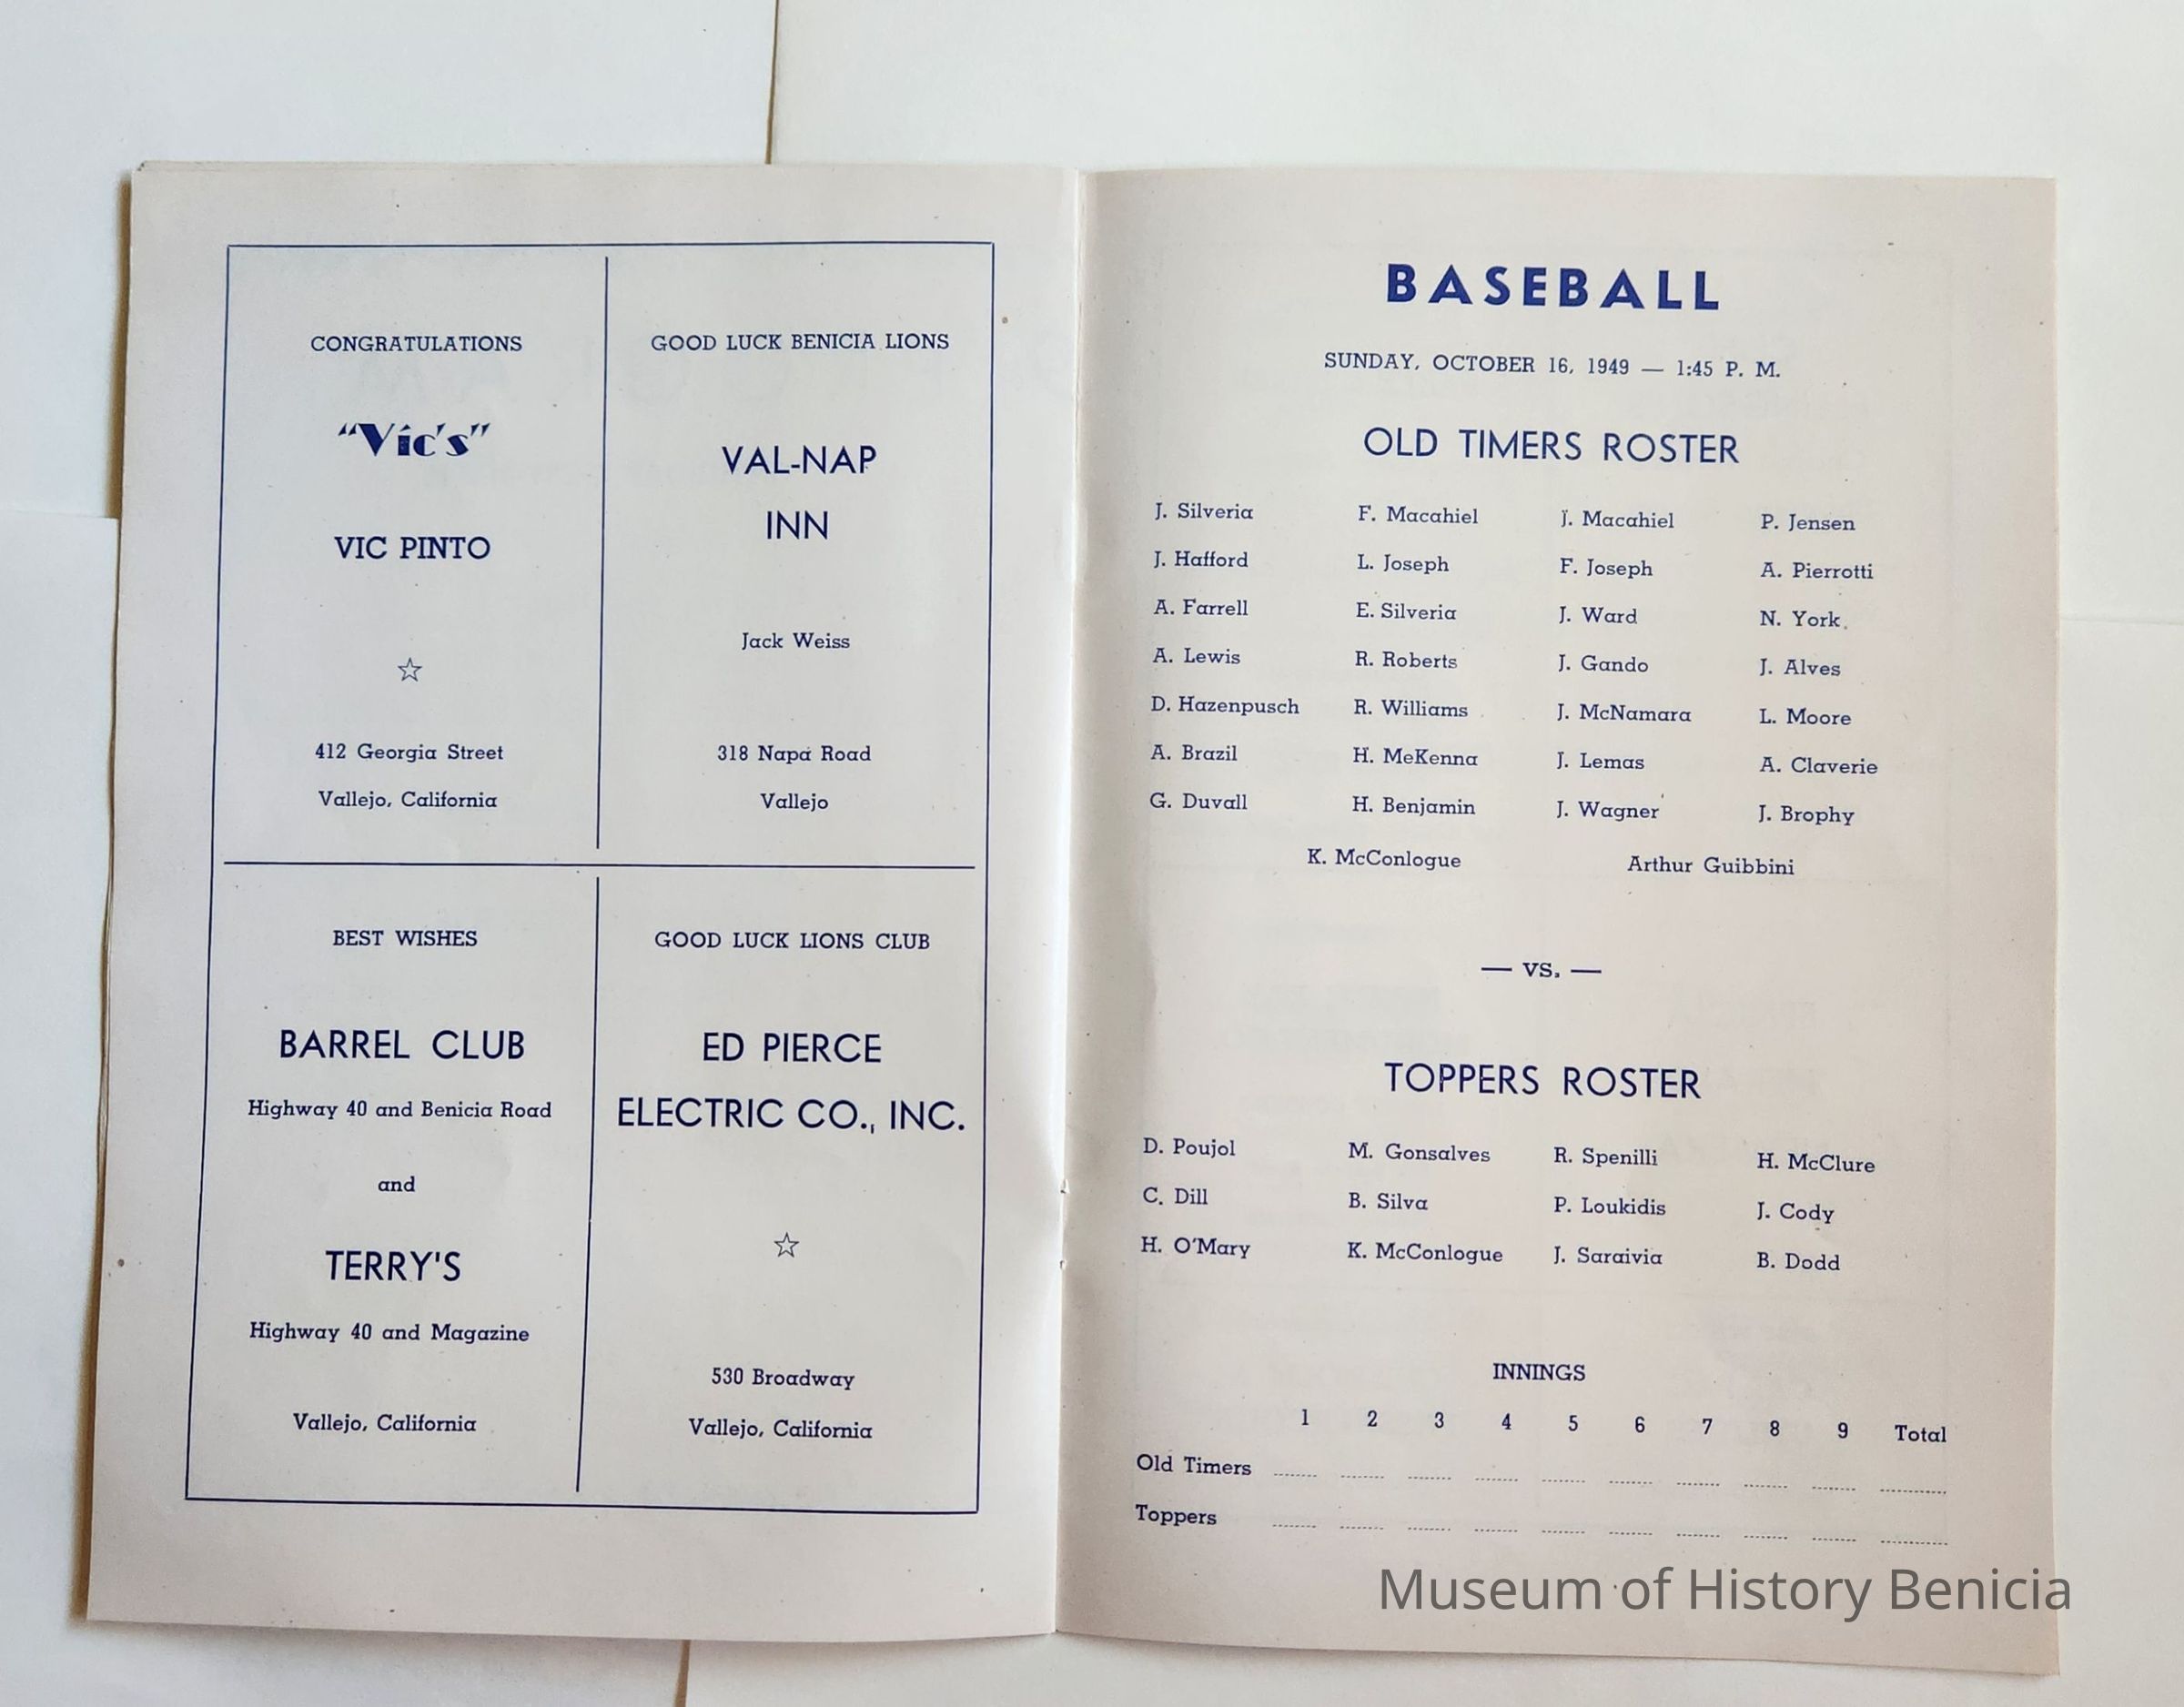 CONGRATULATIONS
"Vic's"
VIC PINTO
412 Georgia Street
Vallejo, California
GOOD LUCK BENICIA LIONS
VAL-NAP
INN
Jack Weiss
318 Napa Road
Vallejo
BEST WISHES
BARREL CLUB
Highway 40 and Benicia Road
and
TERRY'S
Highway 40 and Magazine
Vallejo, California
GOOD LUCK LIONS CLUB
ED PIERCE
ELECTRIC CO., INC.
530 Broadway
Vallejo, California
BASEBALL
SUNDAY, OCTOBER 16, 1949 — 1:45 P. M.
OLD TIMERS ROSTER
J. Silveria F. Macahiel J. Macahiel P. Jensen
J. Hafford L. Joseph F. Joseph A. Pierrotti
A. Farrell E. Silveria J. Ward N. York
A. Lewis R. Roberts J. Gando J. Alves
D. Hazenpusch R. Williams J. McNamara L. Moore
A. Brazil H. MeKenna J. Lemas A. Claverie
G. Duvall H. Benjamin J. Wagner J. Brophy
K. McConlogue Arthur Guibbini
— VS. —
TOPPERS ROSTER
D. Poujol M. Gonsalves R. Spenilli H. McClure
C. Dill B. Silva P. Loukidis J. Cody
H. O'Mary K. McConlogue J. Saraivia B. Dodd
INNINGS
1 2 3 4 5 6 7 8 9 Total
Old Timers
Toppers
Museum of History Benicia